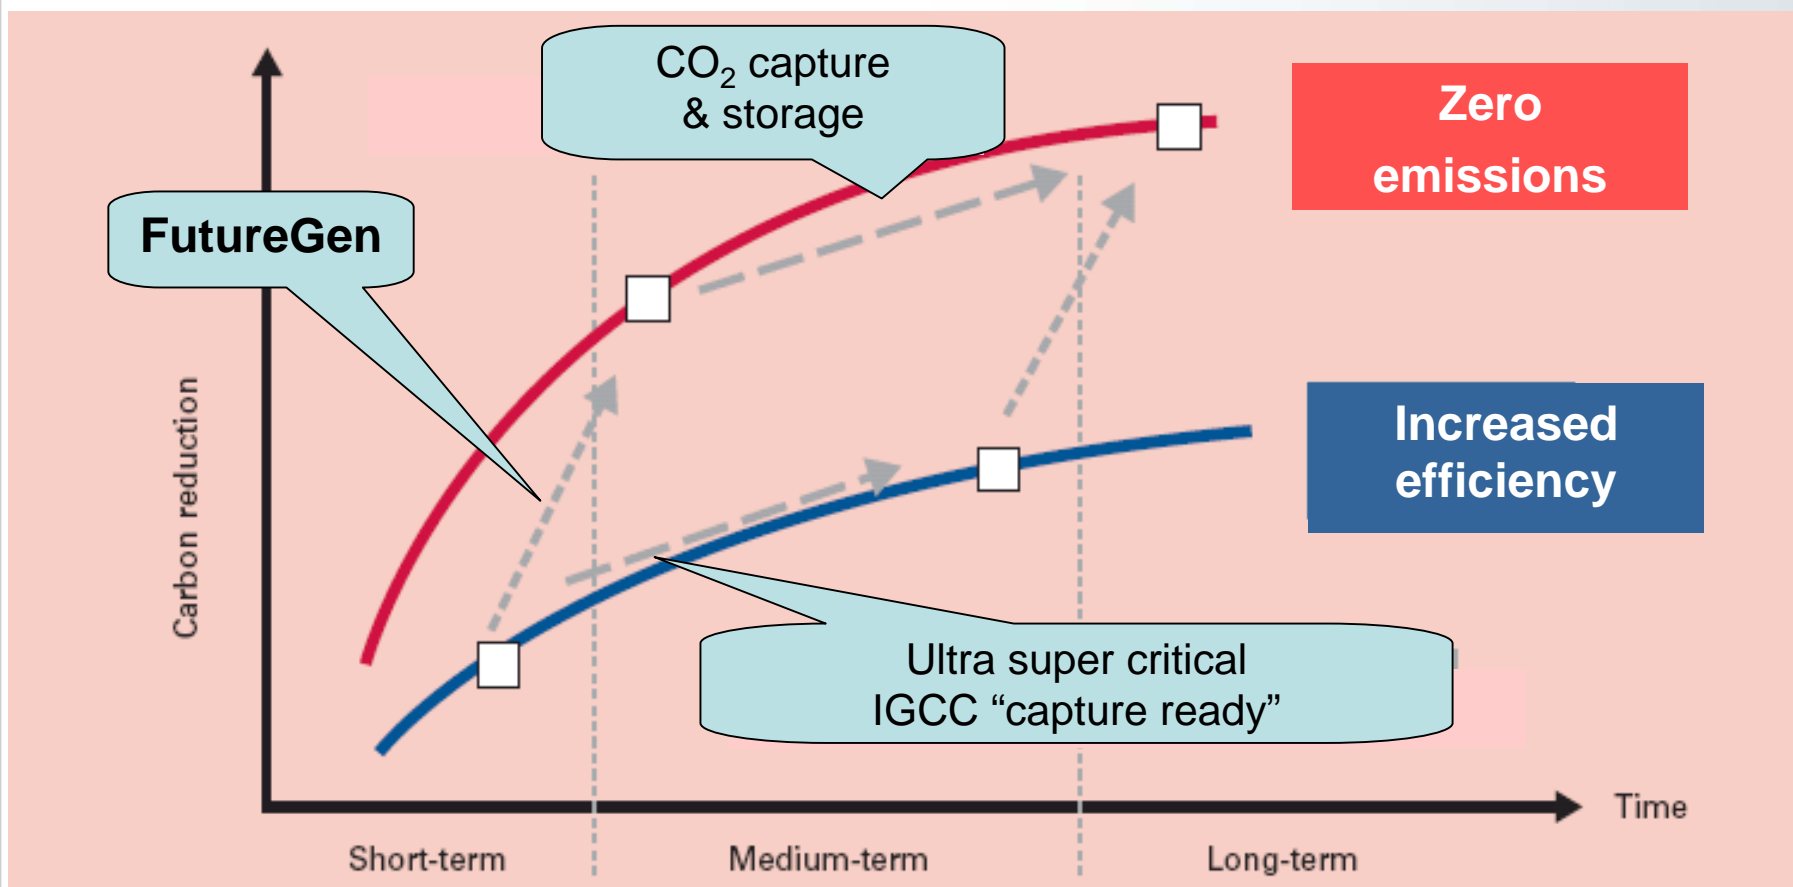 CO₂ capture
& storage
Zero
emissions
FutureGen
Carbon reduction
Increased
efficiency
Ultra super critical
IGCC “capture ready”
Time
Short-term
Medium-term
Long-term